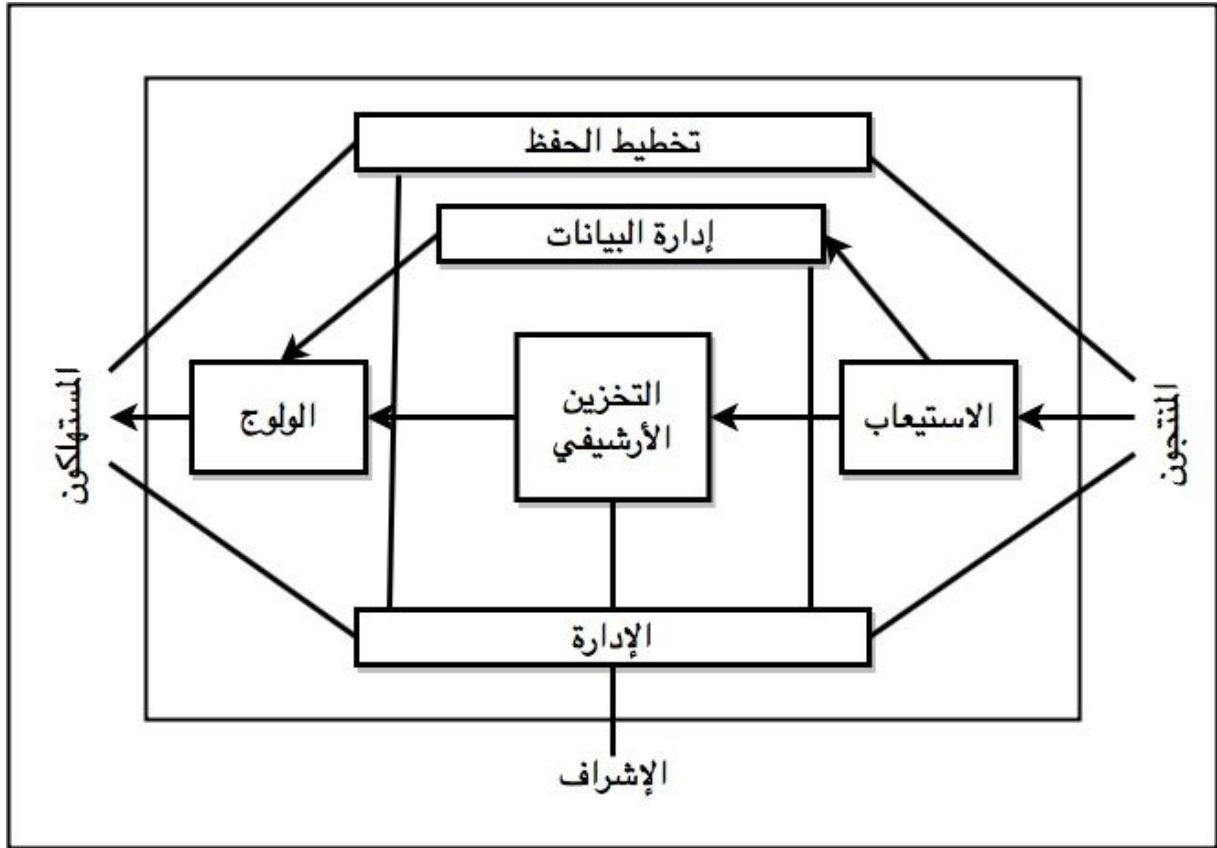 تخطيط الحفظ
إدارة البيانات
المنتجون
الاستيعاب
التخزين
الأرشيفي
الولوج
المستهلكون
الإدارة
الإشراف